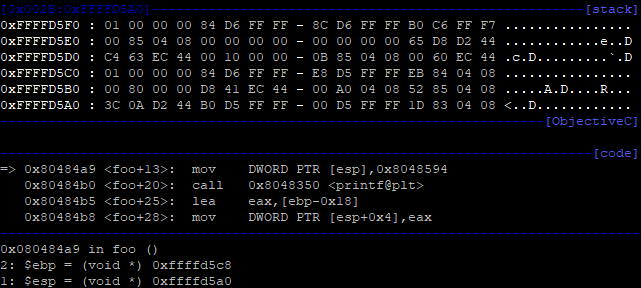 [0x002B:0xFFFFD5A0] [stack]
0xFFFFD5F0 : 01 00 00 00 84 D6 FF FF - 8C D6 FF FF B0 C6 FF F7 ................
0xFFFFD5E0 : 00 85 04 08 00 00 00 00 - 00 00 00 00 65 D8 D2 44 ............e..D
0xFFFFD5D0 : C4 63 EC 44 00 10 00 00 - 0B 85 04 08 00 60 EC 44 .c.D.........`.D
0xFFFFD5C0 : 01 00 00 00 84 D6 FF FF - E8 D5 FF FF EB 84 04 08 ................
0xFFFFD5B0 : 00 80 00 00 D8 41 EC 44 - 00 A0 04 08 52 85 04 08 .....A.D....R...
0xFFFFD5A0 : 3C 0A D2 44 B0 D5 FF FF - 00 D5 FF FF 1D 83 04 08 <..D............
[ObjectiveC]
[code]
=> 0x80484a9 <foo+13>: mov DWORD PTR [esp],0x8048594
0x80484b0 <foo+20>: call 0x8048350 <printf@plt>
0x80484b5 <foo+25>: lea eax,[ebp-0x18]
0x80484b8 <foo+28>: mov DWORD PTR [esp+0x4],eax
0x080484a9 in foo ()
2: $ebp = (void *) 0xffffd5c8
1: $esp = (void *) 0xffffd5a0